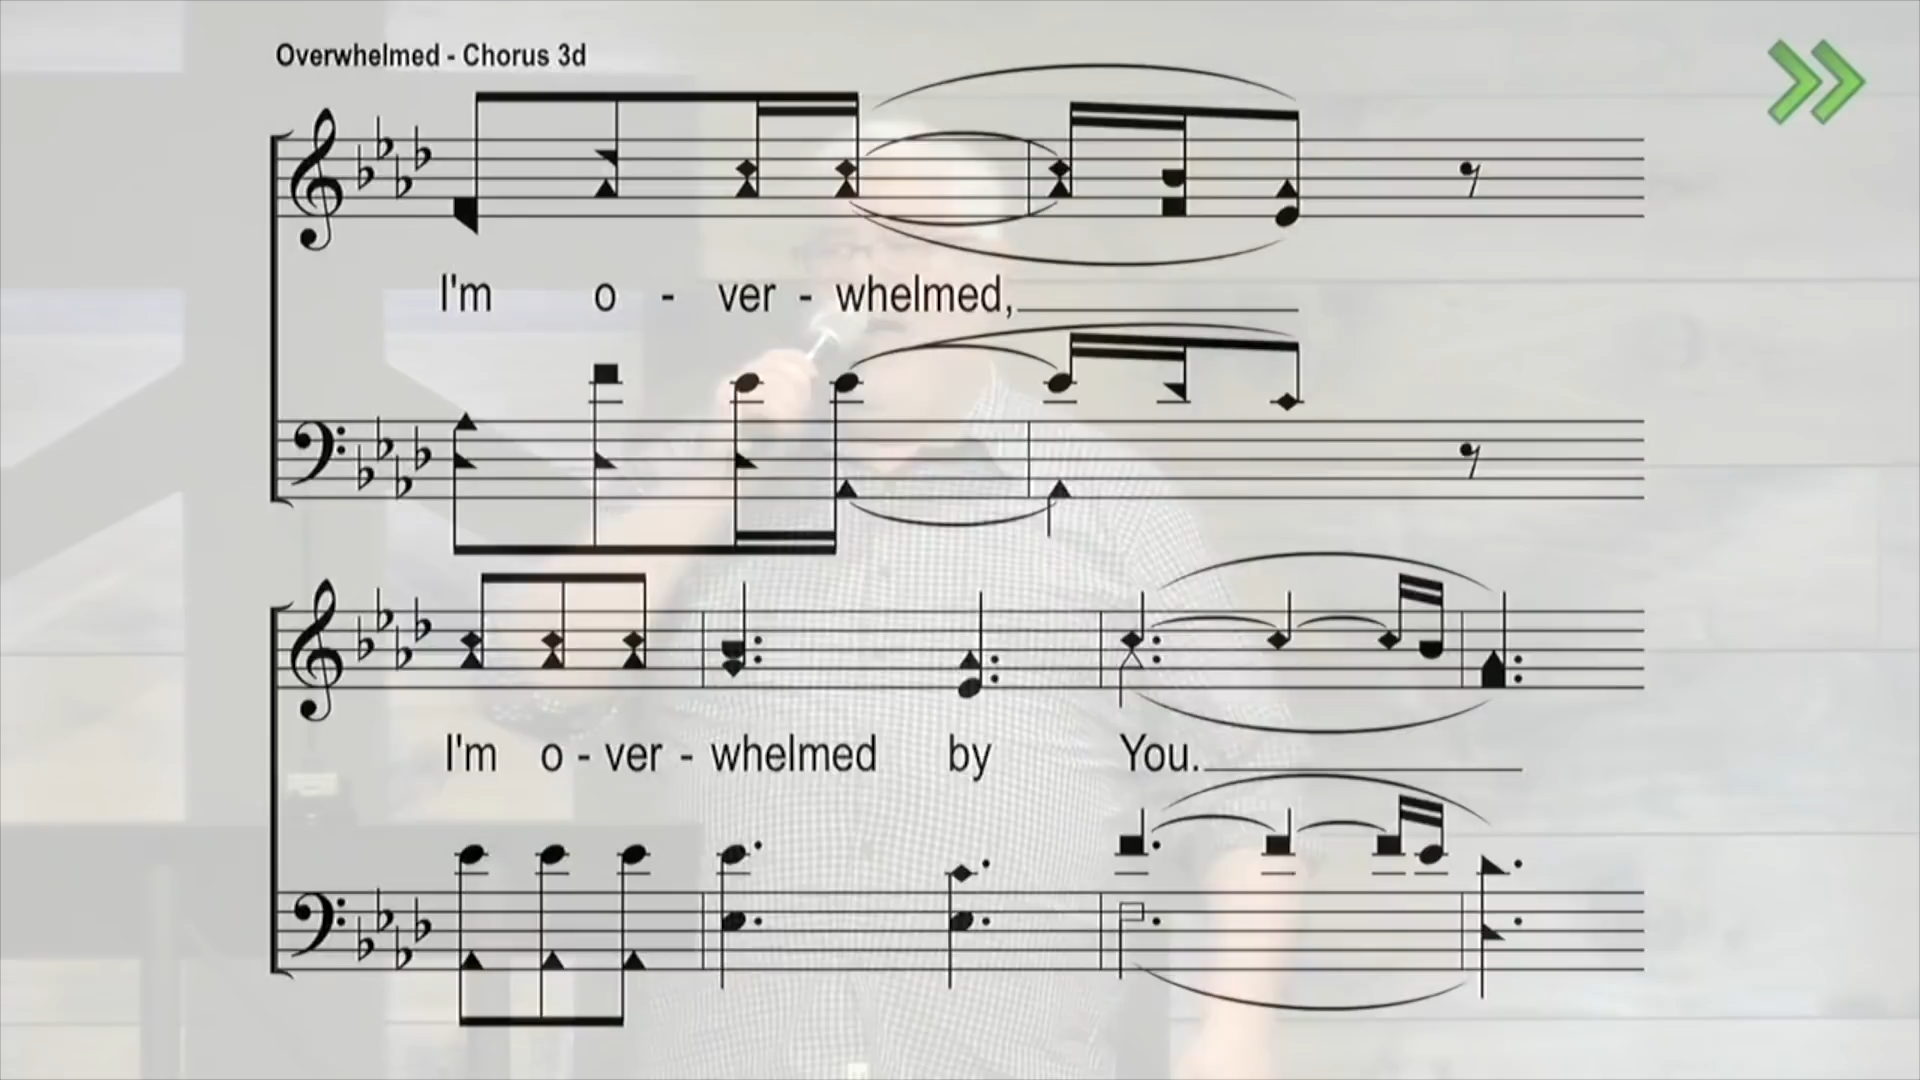 Overwhelmed - Chorus 3d
I'm o - ver - whelmed,
I'm o - ver - whelmed by You.